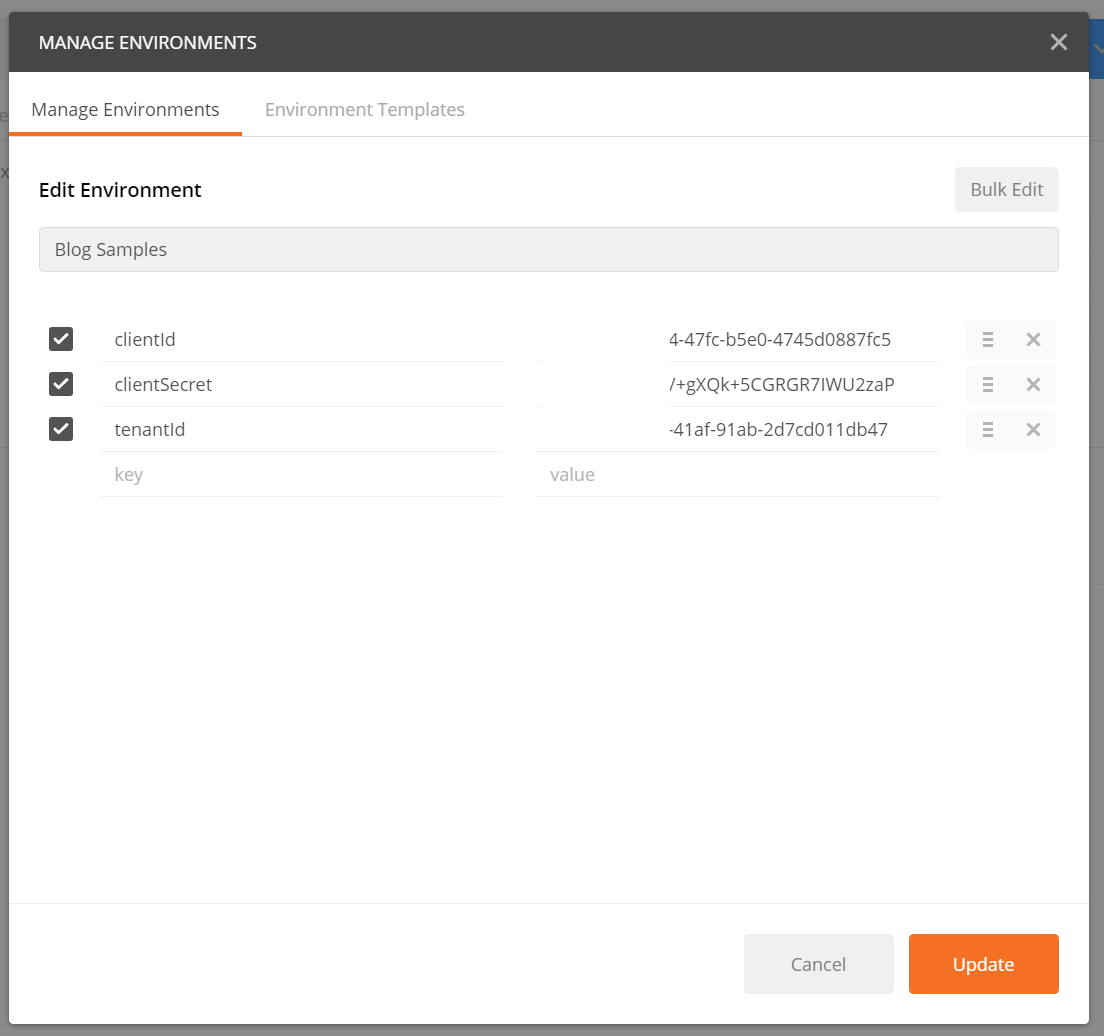 MANAGE ENVIRONMENTS
Manage Environments Environment Templates
Edit Environment Bulk Edit
Blog Samples
clientId 4-47fc-b5e0-4745d0887fc5
clientSecret /+gXQk+5CGRGR7IWU2zaP
tenantId -41af-91ab-2d7cd011db47
key value
Cancel Update